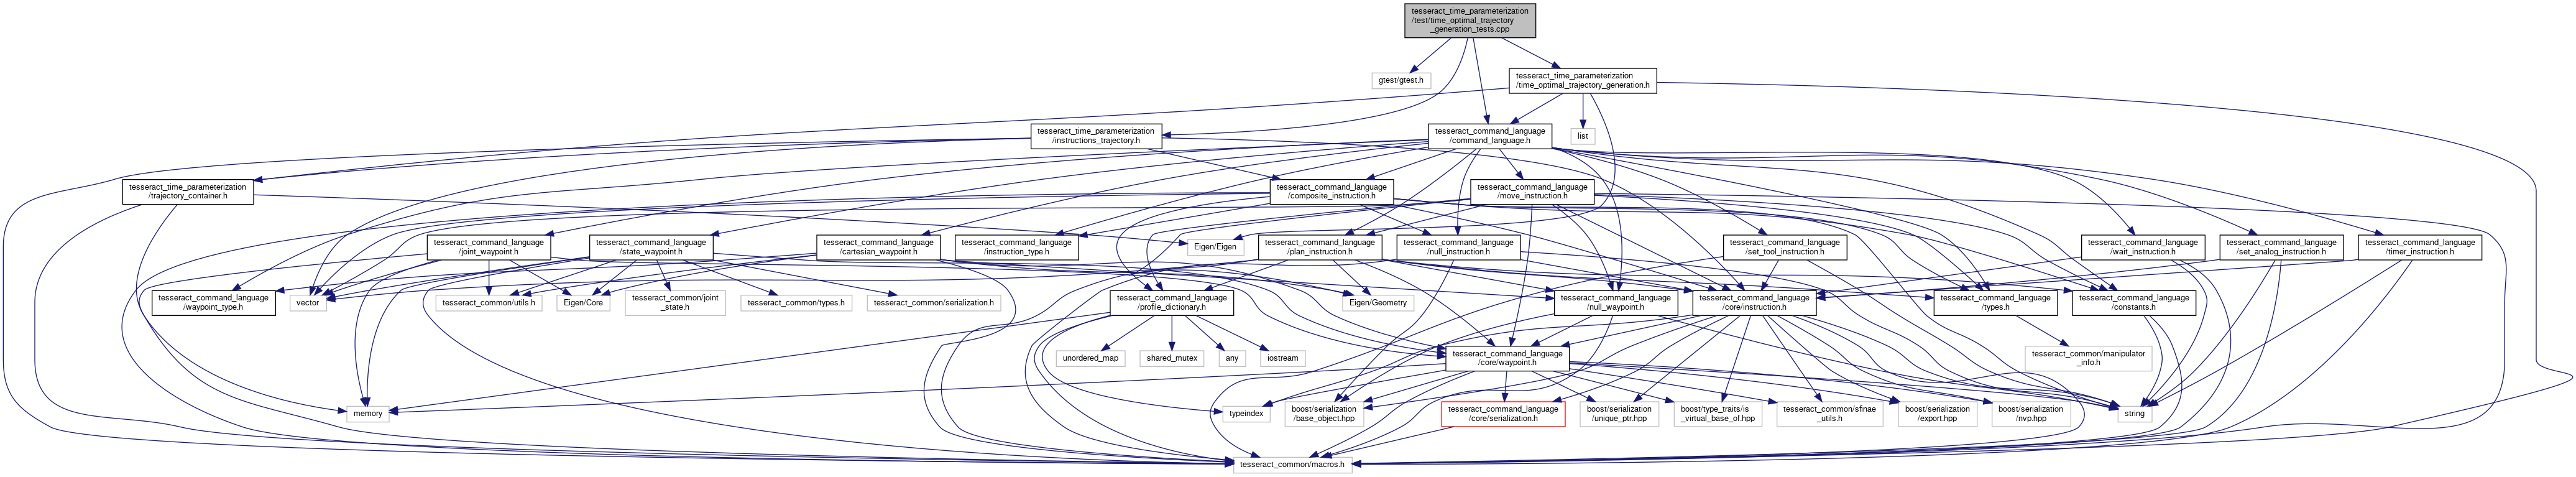 tesseract_time_parameterization
/test/time_optimal_trajectory
_generation_tests.cpp
gtest/gtest.h
tesseract_time_parameterization
/time_optimal_trajectory_generation.h
tesseract_time_parameterization
/instructions_trajectory.h
tesseract_command_language
/command_language.h
list
tesseract_time_parameterization
/trajectory_container.h
tesseract_command_language
/composite_instruction.h
tesseract_command_language
/move_instruction.h
tesseract_command_language
/joint_waypoint.h
tesseract_command_language
/state_waypoint.h
tesseract_command_language
/cartesian_waypoint.h
tesseract_command_language
/instruction_type.h
Eigen/Eigen
tesseract_command_language
/plan_instruction.h
tesseract_command_language
/null_instruction.h
tesseract_command_language
/set_tool_instruction.h
tesseract_command_language
/wait_instruction.h
tesseract_command_language
/set_analog_instruction.h
tesseract_command_language
/timer_instruction.h
tesseract_command_language
/waypoint_type.h
vector
tesseract_common/utils.h
Eigen/Core
tesseract_common/joint
_state.h
tesseract_common/types.h
tesseract_common/serialization.h
tesseract_command_language
/profile_dictionary.h
Eigen/Geometry
tesseract_command_language
/null_waypoint.h
tesseract_command_language
/core/instruction.h
tesseract_command_language
/types.h
tesseract_command_language
/constants.h
unordered_map
shared_mutex
any
iostream
tesseract_command_language
/core/waypoint.h
tesseract_common/manipulator
_info.h
memory
typeindex
boost/serialization
/base_object.hpp
tesseract_command_language
/core/serialization.h
boost/serialization
/unique_ptr.hpp
boost/type_traits/is
_virtual_base_of.hpp
tesseract_common/sfinae
_utils.h
boost/serialization
/export.hpp
boost/serialization
/nvp.hpp
string
tesseract_common/macros.h